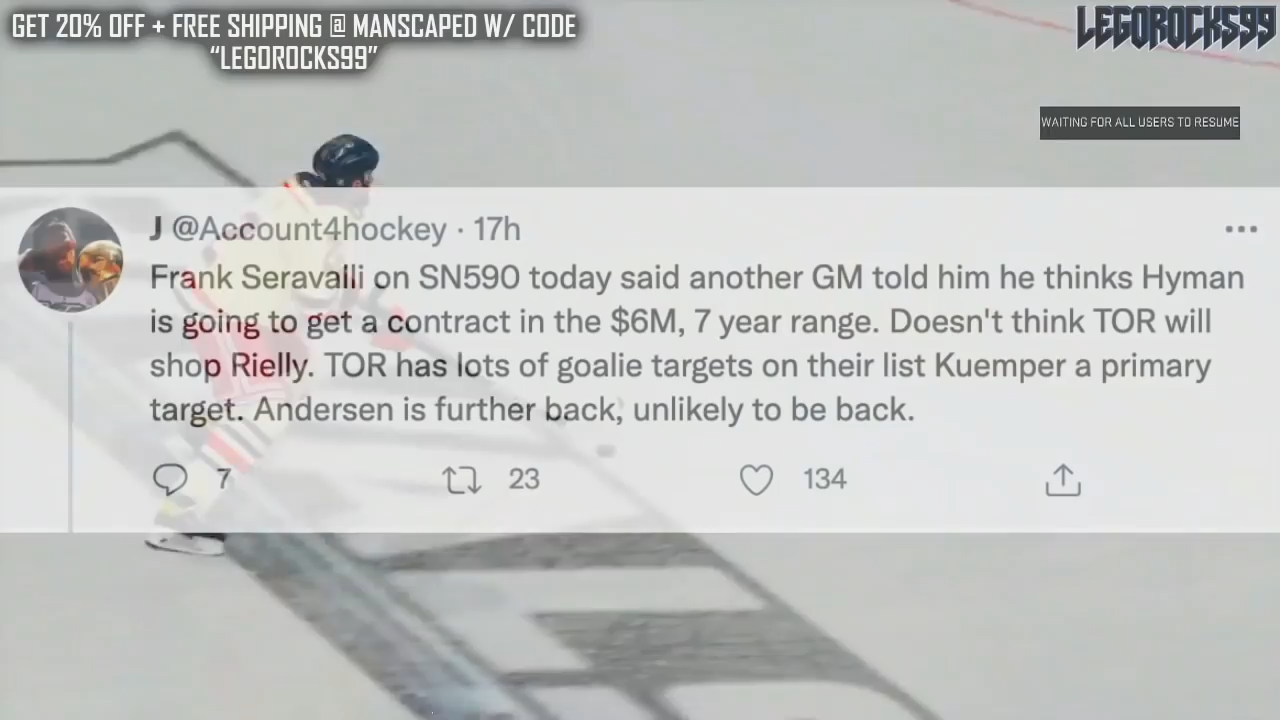 GET 20% OFF + FREE SHIPPING @ MANSCAPED W/ CODE
"LEGOROCKS99"
LEGOROCKS99
WAITING FOR ALL USERS TO RESUME
J @Account4hockey · 17h
Frank Seravalli on SN590 today said another GM told him he thinks Hyman
is going to get a contract in the $6M, 7 year range. Doesn't think TOR will
shop Rielly. TOR has lots of goalie targets on their list Kuemper a primary
target. Andersen is further back, unlikely to be back.
7 23 134